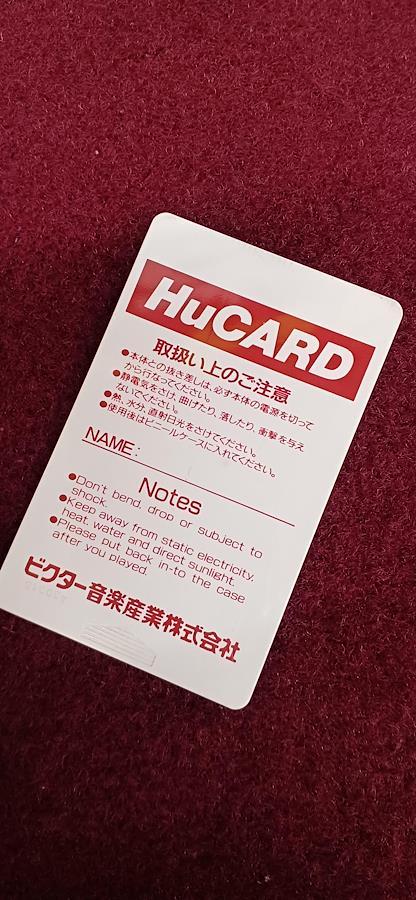 HuCARD
取扱い上のご注意
●本体との抜き差しは、必ず本体の電源を切って
から行なってください。
●静電気をさけ、曲げたり、落したり、衝撃を与え
ないでください。
●熱、水分、直射日光をさけてください。
●使用後はビニールケースに入れてください。
NAME:
Notes
●Don't bend, drop or subject to
shock.
●Keep away from static electricity,
heat, water and direct sunlight.
●Please put back in-to the case
after you played.
ビクター音楽産業株式会社